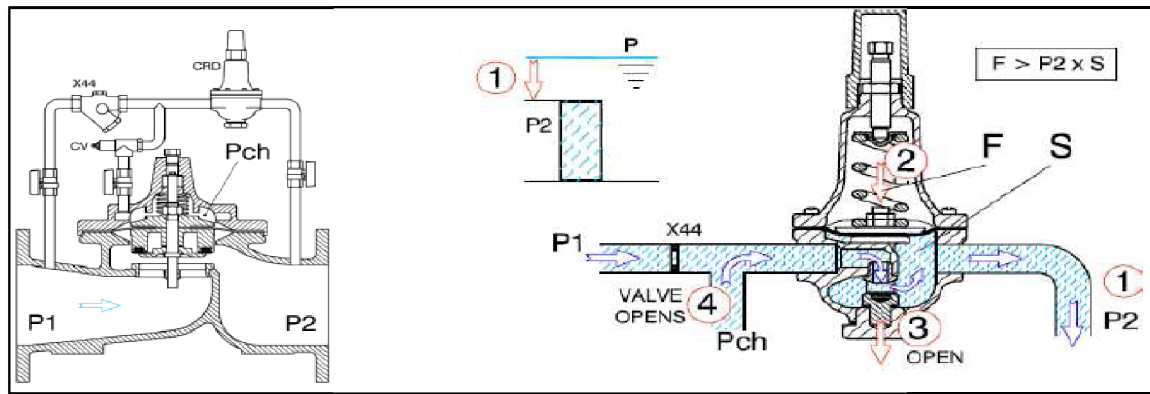 CRD
X44
CV
Pch
P1
P2
P
1
P2
F > P2 x S
2
F
S
P1
X44
VALVE
OPENS
4
Pch
3
OPEN
1
P2